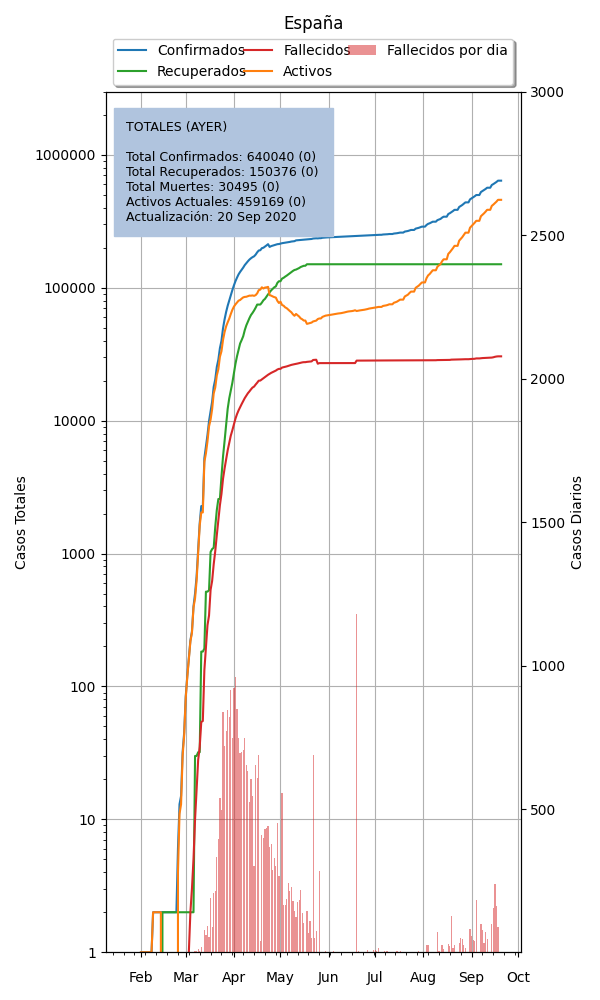 España
Confirmados
Fallecidos
Fallecidos por dia
Recuperados
Activos
TOTALES (AYER)
Total Confirmados: 640040 (0)
Total Recuperados: 150376 (0)
Total Muertes: 30495 (0)
Activos Actuales: 459169 (0)
Actualización: 20 Sep 2020
Casos Totales
1000000
100000
10000
1000
100
10
1
3000
2500
2000
1500
1000
500
Casos Diarios
Feb Mar Apr May Jun Jul Aug Sep Oct